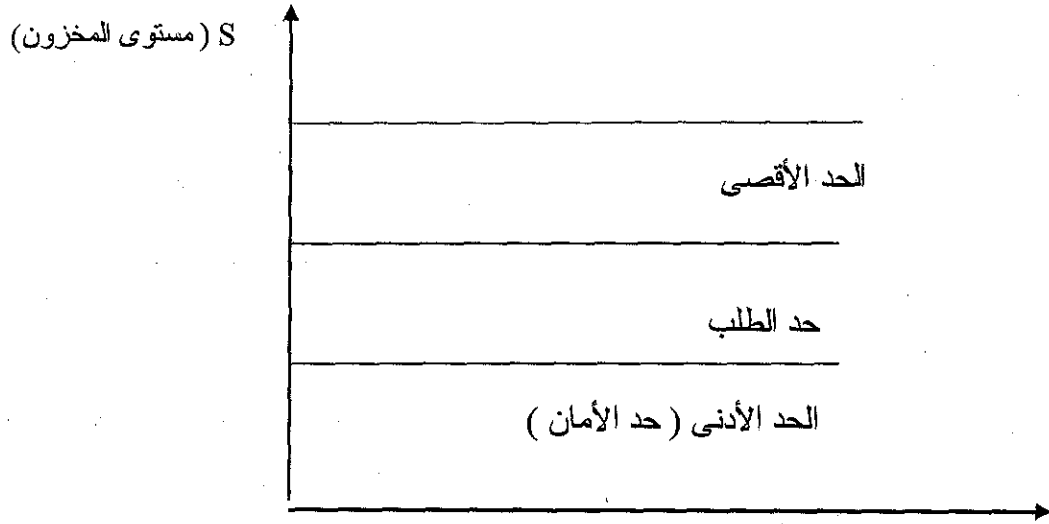 S ( مستوى المخزون)
الحد الأقصى
حد الطلب
الحد الأدنى ( حد الأمان )